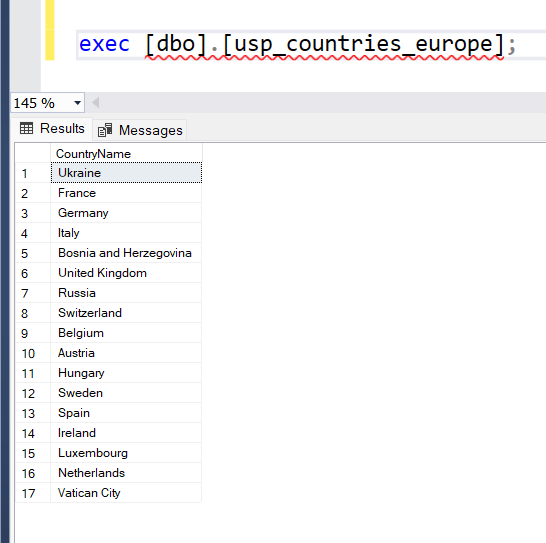 exec [dbo].[usp_countries_europe];
145 %
Results Messages
CountryName
1 Ukraine
2 France
3 Germany
4 Italy
5 Bosnia and Herzegovina
6 United Kingdom
7 Russia
8 Switzerland
9 Belgium
10 Austria
11 Hungary
12 Sweden
13 Spain
14 Ireland
15 Luxembourg
16 Netherlands
17 Vatican City